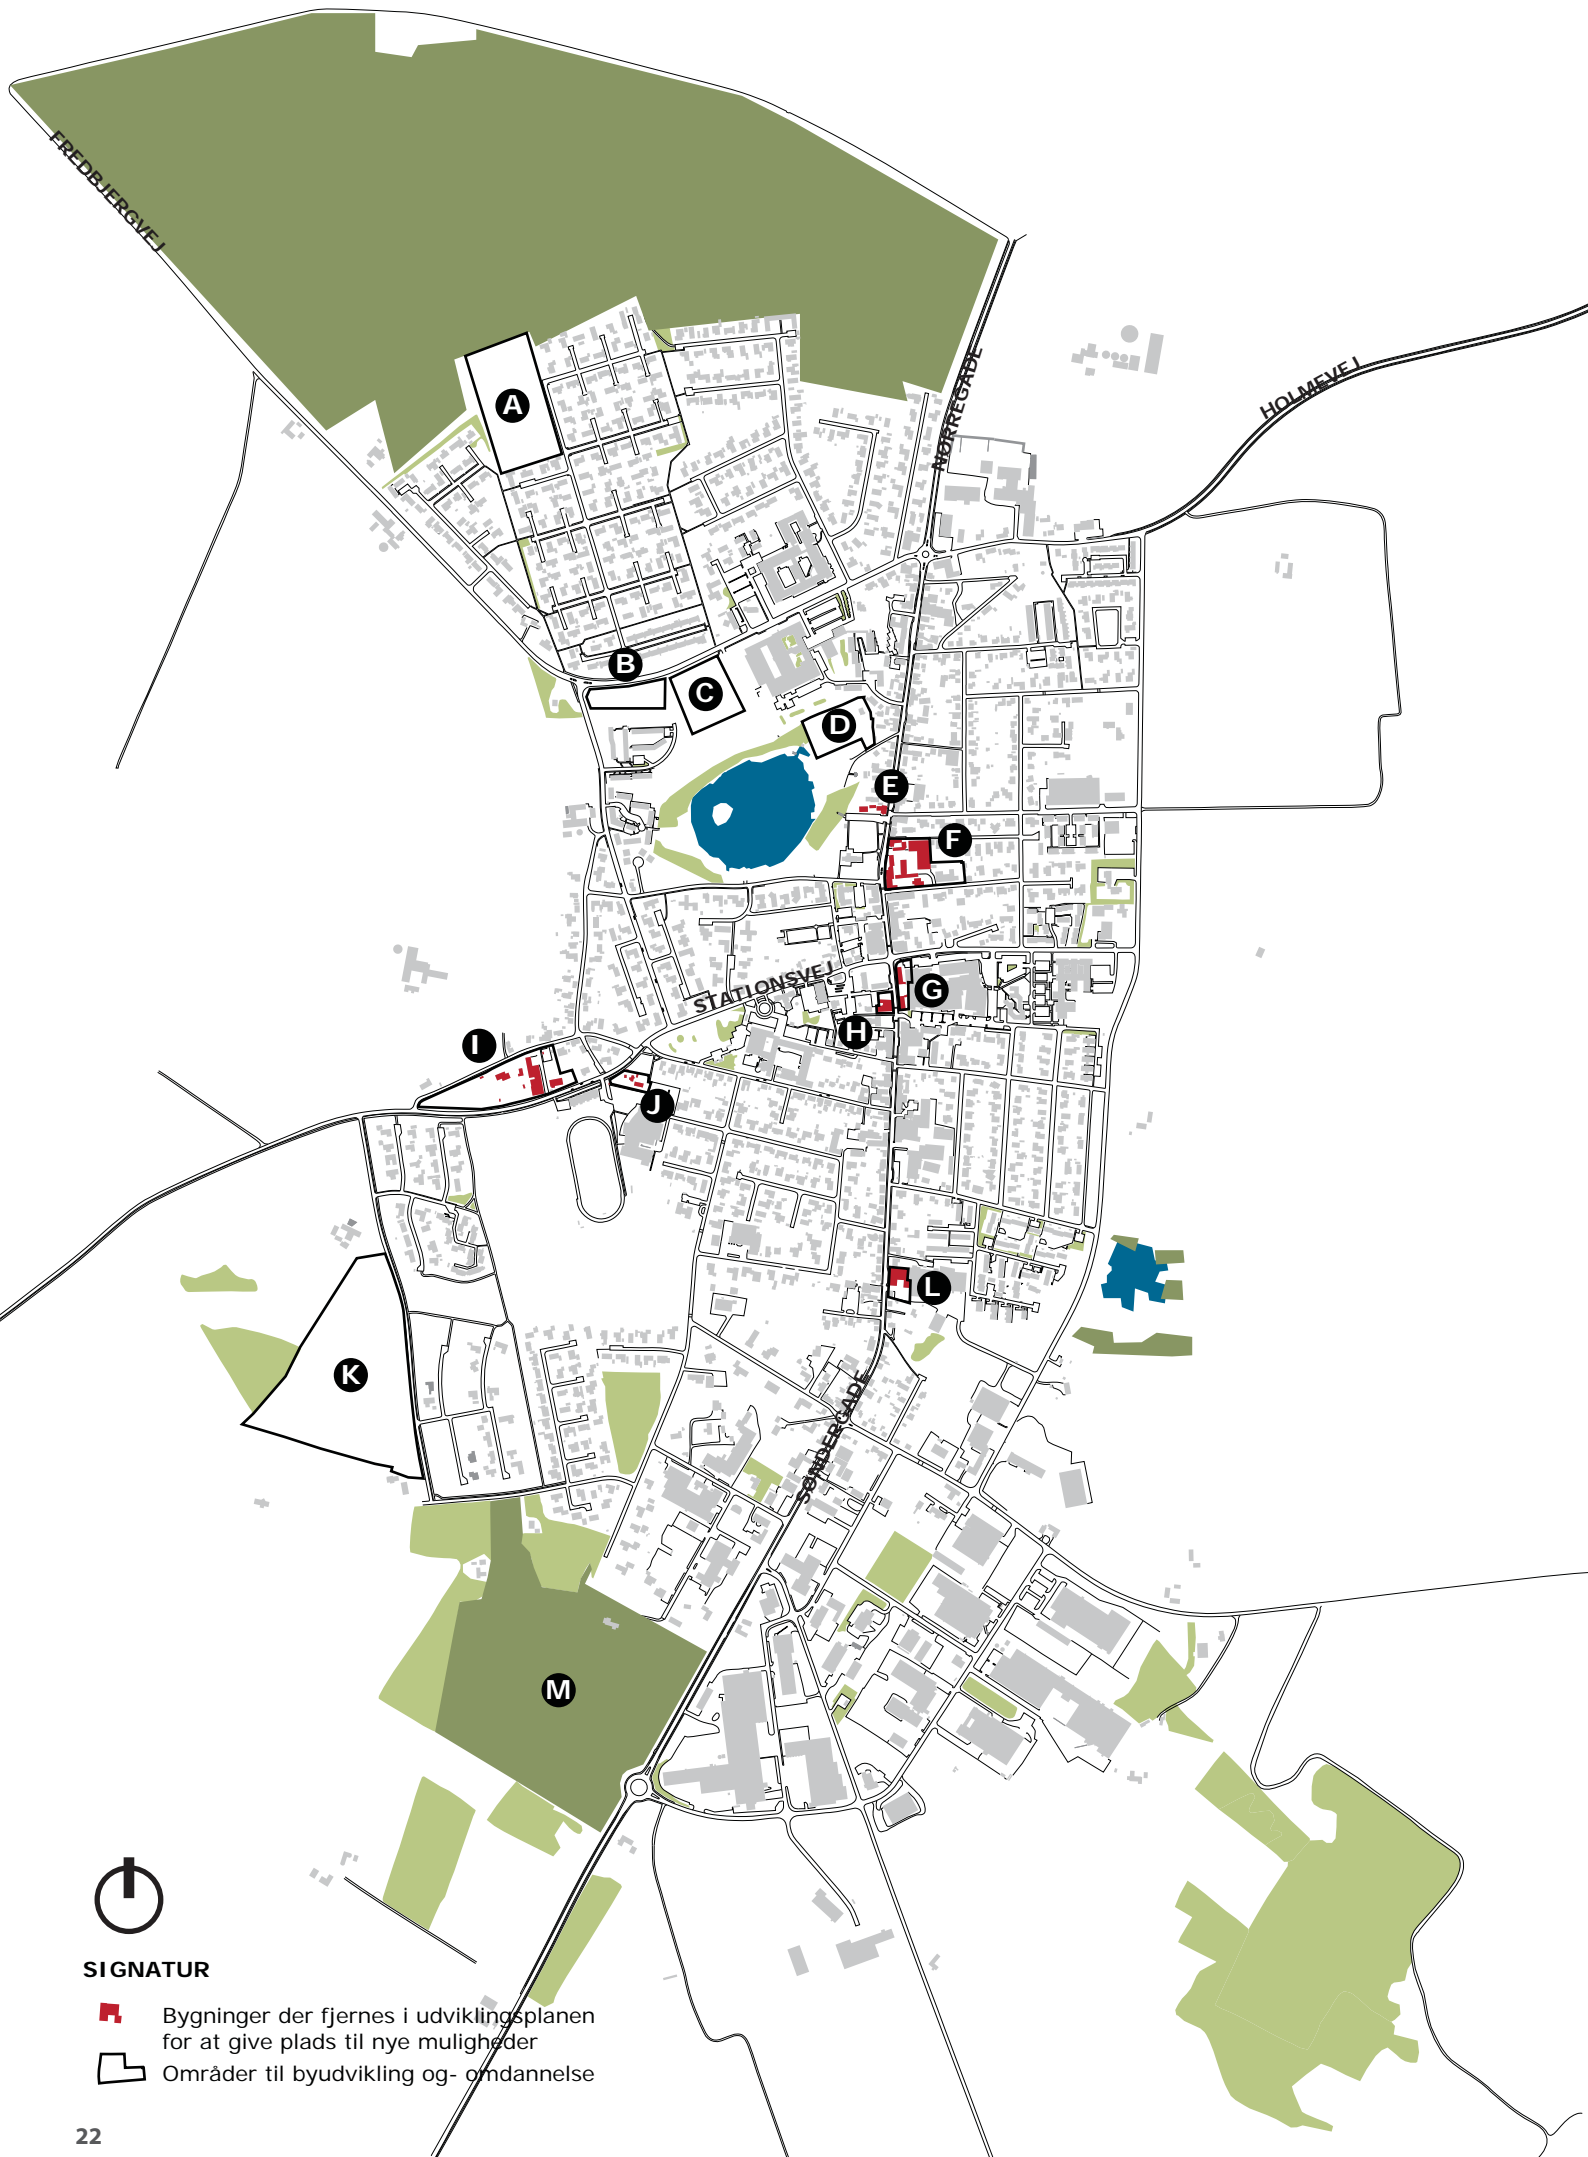 FREDBJERGVEJ
NØRREGADE
HOLMEVEJ
A
B
C
D
E
F
STATIONSVEJ
G
H
I
J
L
K
SØNDERGADE
M
SIGNATUR
Bygninger der fjernes i udviklingsplanen
for at give plads til nye muligheder
Områder til byudvikling og- omdannelse
22